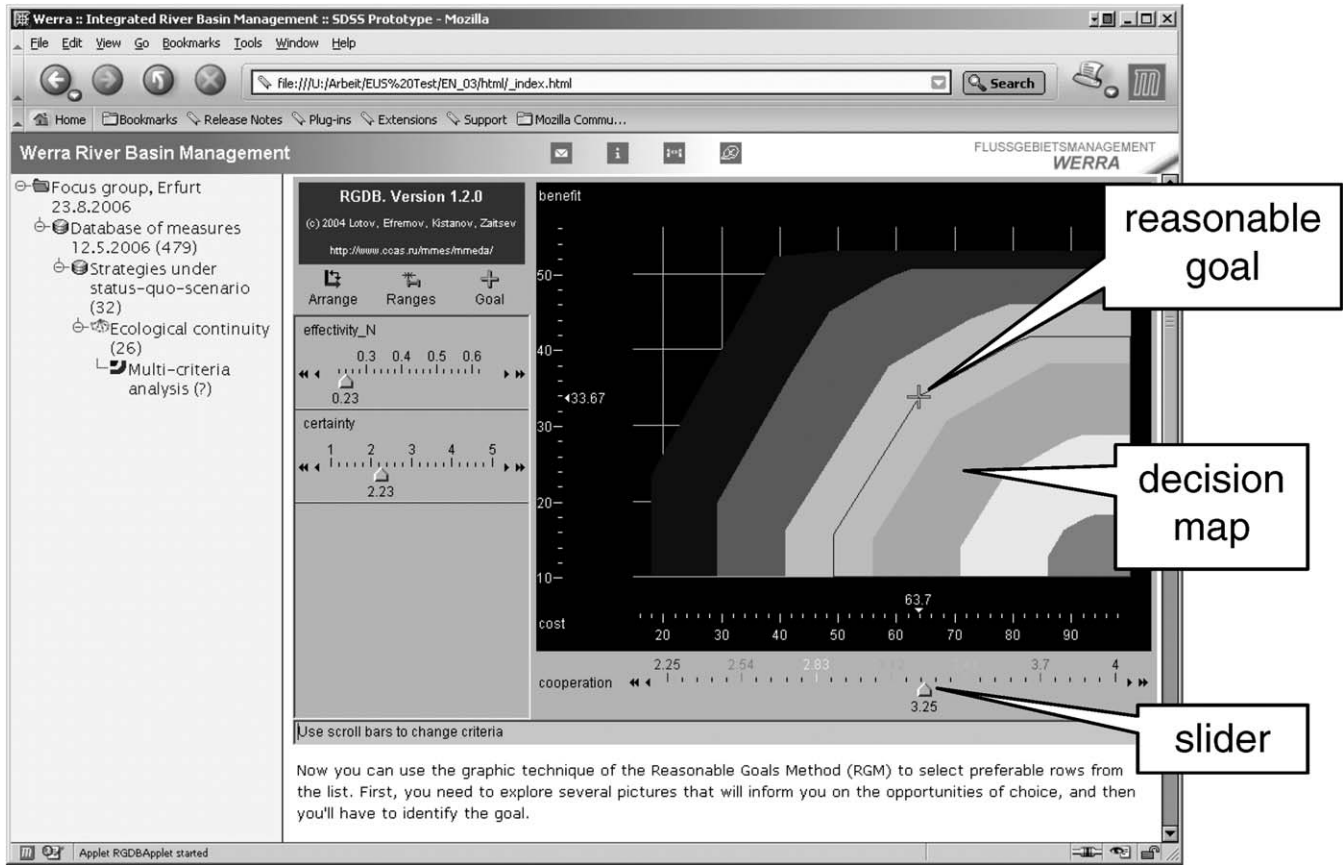 Werra :: Integrated River Basin Management :: SDSS Prototype - Mozilla
File Edit View Go Bookmarks Tools Window Help
file:///U:/Arbeit/EU5%20Test/EN_03/html/_index.html
Search
Home Bookmarks Release Notes Plug-ins Extensions Support Mozilla Commu...
Werra River Basin Management
FLUSSGEBIETSMANAGEMENT
WERRA
Focus group, Erfurt
23.8.2006
Database of measures
12.5.2006 (479)
Strategies under
status-quo-scenario
(32)
Ecological continuity
(26)
Multi-criteria
analysis (?)
RGDB. Version 1.2.0
(c) 2004 Lotov, Efremov, Kistanov, Zaitsev
http://www.ccas.ru/mmes/mmeda/
Arrange Ranges Goal
effectivity_N
0.3 0.4 0.5 0.6
0.23
certainty
1 2 3 4 5
2.23
benefit
50
40
33.67
30
20
10
63.7
cost
20 30 40 50 60 70 80 90
2.25 2.54 2.83 3.7 4
cooperation
3.25
reasonable
goal
decision
map
slider
Use scroll bars to change criteria
Now you can use the graphic technique of the Reasonable Goals Method (RGM) to select preferable rows from
the list. First, you need to explore several pictures that will inform you on the opportunities of choice, and then
you'll have to identify the goal.
Applet RGDBApplet started